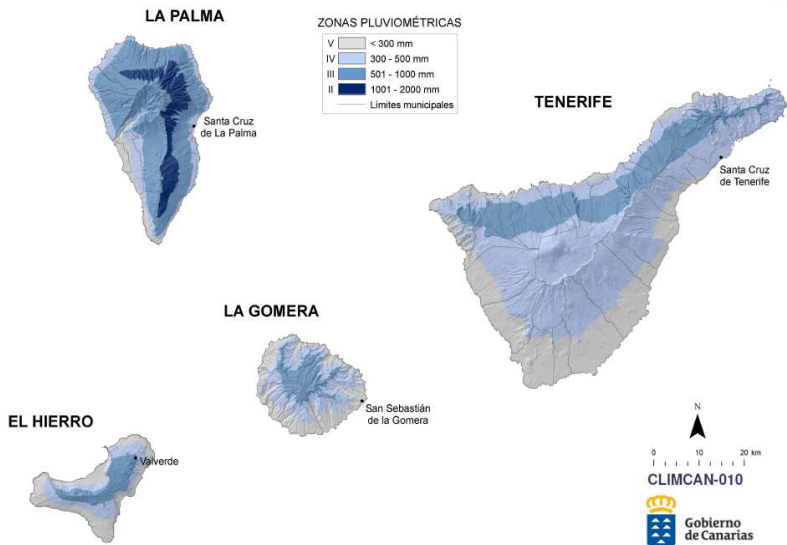 LA PALMA
Santa Cruz
de La Palma
ZONAS PLUVIOMÉTRICAS
V < 300 mm
IV 300 - 500 mm
III 501 - 1000 mm
II 1001 - 2000 mm
Límites municipales
TENERIFE
Santa Cruz
de Tenerife
LA GOMERA
San Sebastián
de la Gomera
EL HIERRO
Valverde
N
0 10 20 km
CLIMCAN-010
Gobierno
de Canarias